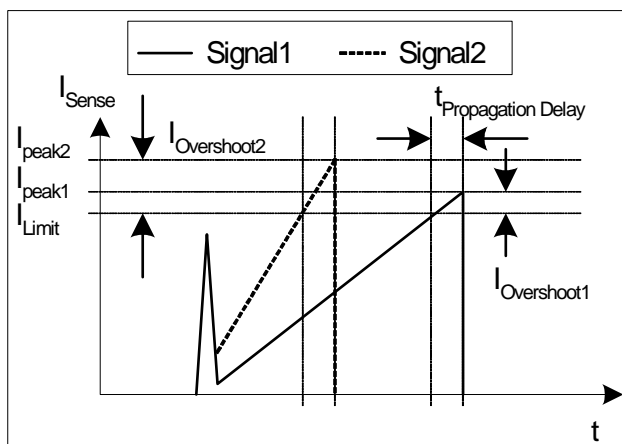 Signal1 Signal2
I_Sense
t_Propagation Delay
I_peak2
I_Overshoot2
I_peak1
I_Limit
I_Overshoot1
t